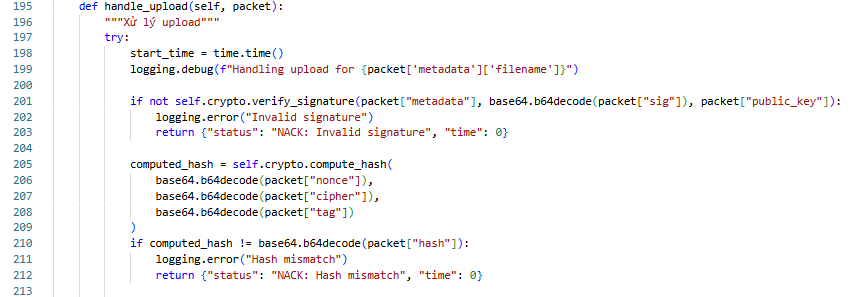 195 def handle_upload(self, packet):
196 """Xử lý upload"""
197 try:
198 start_time = time.time()
199 logging.debug(f"Handling upload for {packet['metadata']['filename']}")
200
201 if not self.crypto.verify_signature(packet["metadata"], base64.b64decode(packet["sig"]), packet["public_key"]):
202 logging.error("Invalid signature")
203 return {"status": "NACK: Invalid signature", "time": 0}
204
205 computed_hash = self.crypto.compute_hash(
206 base64.b64decode(packet["nonce"]),
207 base64.b64decode(packet["cipher"]),
208 base64.b64decode(packet["tag"])
209 )
210 if computed_hash != base64.b64decode(packet["hash"]):
211 logging.error("Hash mismatch")
212 return {"status": "NACK: Hash mismatch", "time": 0}
213